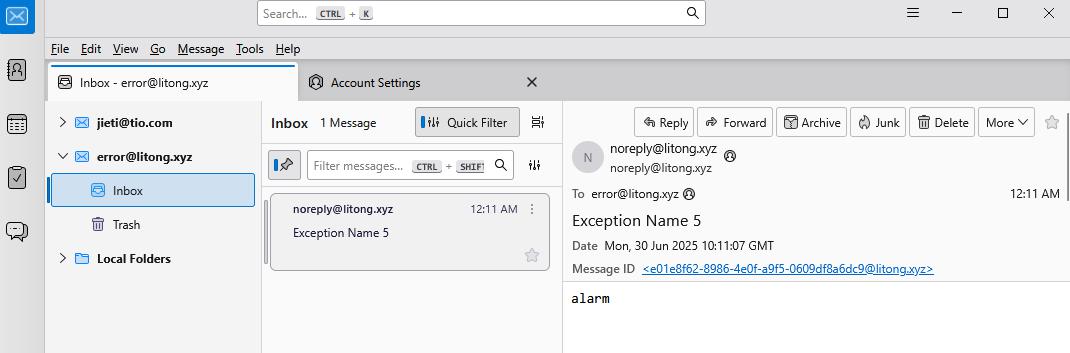 Search... CTRL + K
File Edit View Go Message Tools Help
Inbox - error@litong.xyz
Account Settings
jieti@tio.com
error@litong.xyz
Inbox
Trash
Local Folders
Inbox 1 Message Quick Filter
Filter messages... CTRL + SHIF
noreply@litong.xyz 12:11 AM
Exception Name 5
Reply Forward Archive Junk Delete More
N
noreply@litong.xyz
noreply@litong.xyz
To error@litong.xyz 12:11 AM
Exception Name 5
Date Mon, 30 Jun 2025 10:11:07 GMT
Message ID <e01e8f62-8986-4e0f-a9f5-0609df8a6dc9@litong.xyz>
alarm